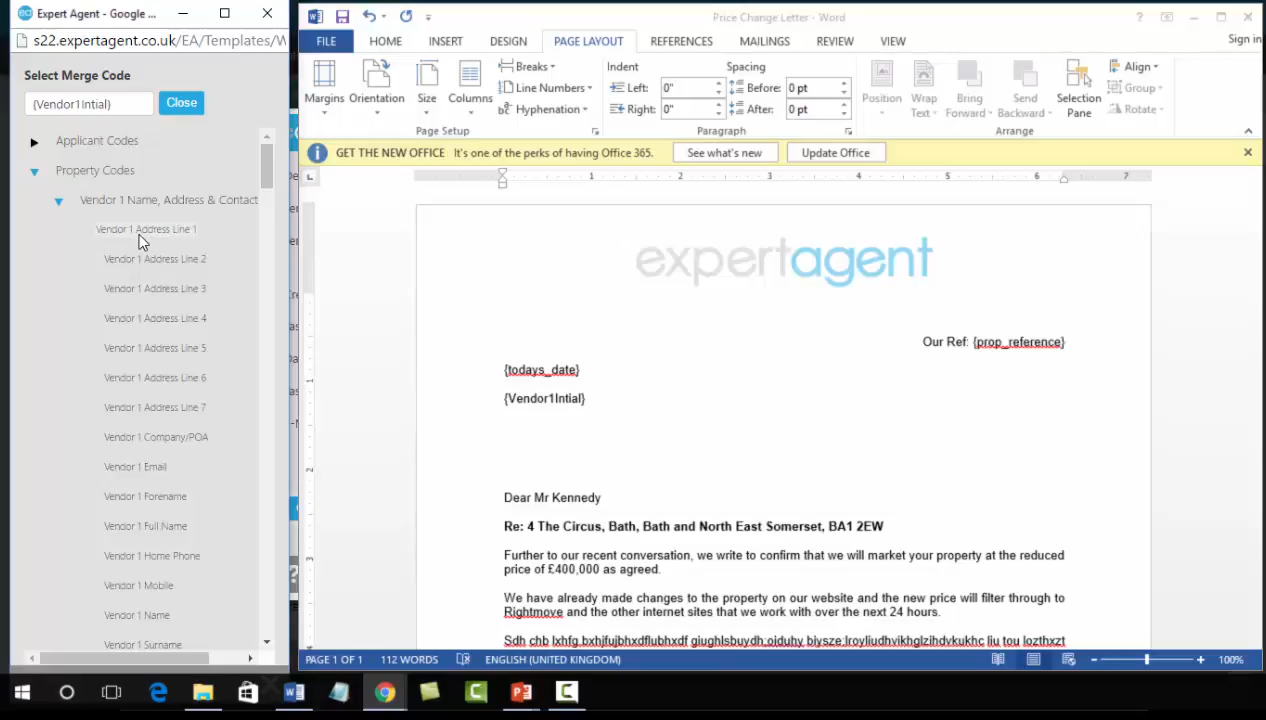 Expert Agent - Google ...
s22.expertagent.co.uk/EA/Templates/W
Select Merge Code
{Vendor1Intial}
Close
Applicant Codes
Property Codes
Vendor 1 Name, Address & Contact
Vendor 1 Address Line 1
Vendor 1 Address Line 2
Vendor 1 Address Line 3
Vendor 1 Address Line 4
Vendor 1 Address Line 5
Vendor 1 Address Line 6
Vendor 1 Address Line 7
Vendor 1 Company/POA
Vendor 1 Email
Vendor 1 Forename
Vendor 1 Full Name
Vendor 1 Home Phone
Vendor 1 Mobile
Vendor 1 Name
Vendor 1 Surname
Price Change Letter - Word
FILE HOME INSERT DESIGN PAGE LAYOUT REFERENCES MAILINGS REVIEW VIEW Sign in
Margins Orientation Size Columns
Breaks
Line Numbers
Hyphenation
Page Setup
Indent Spacing
Left: 0" Before: 0 pt
Right: 0" After: 0 pt
Paragraph
Position Wrap Text Bring Forward Send Backward Selection Pane
Align
Group
Rotate
Arrange
GET THE NEW OFFICE It's one of the perks of having Office 365. See what's new Update Office
1 2 3 4 5 6 7
expertagent
Our Ref: {prop_reference}
{todays_date}
{Vendor1Intial}
Dear Mr Kennedy
Re: 4 The Circus, Bath, Bath and North East Somerset, BA1 2EW
Further to our recent conversation, we write to confirm that we will market your property at the reduced
price of £400,000 as agreed.
We have already made changes to the property on our website and the new price will filter through to
Rightmove and the other internet sites that we work with over the next 24 hours.
PAGE 1 OF 1 112 WORDS ENGLISH (UNITED KINGDOM) 100%